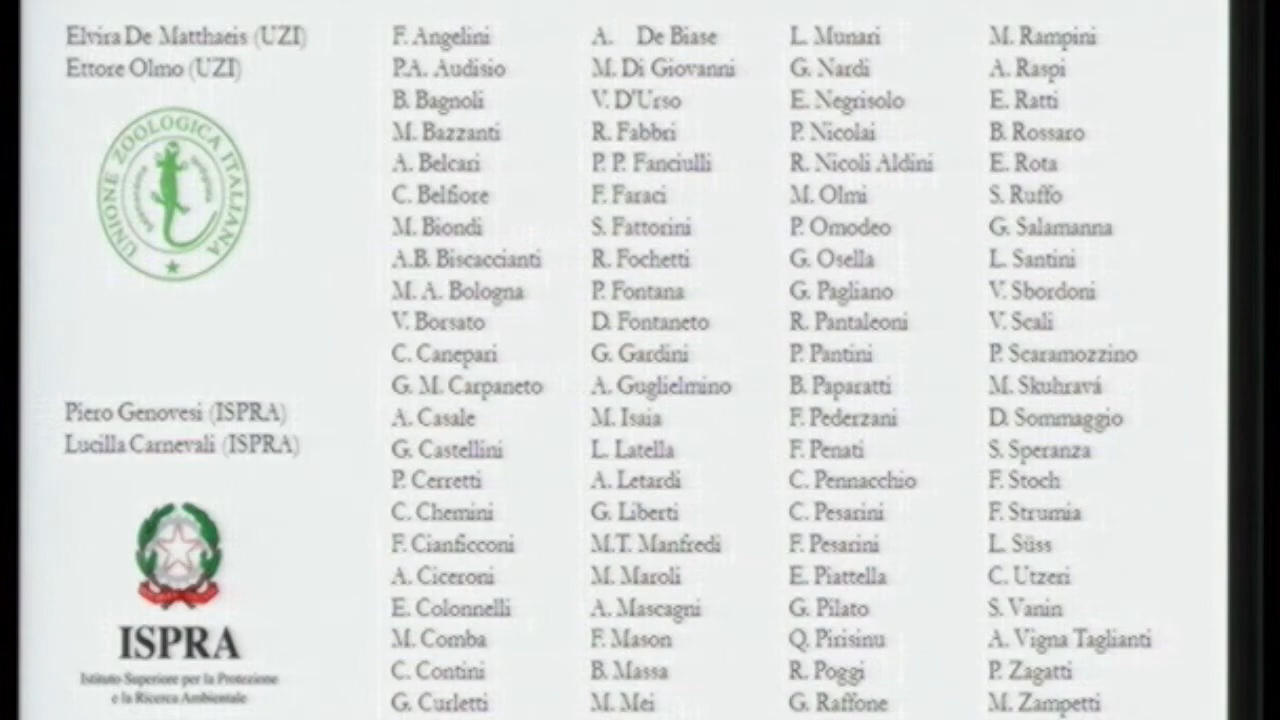 Elvira De Matthaeis (UZI)
Ettore Olmo (UZI)
UNIONE ZOOLOGICA ITALIANA
Piero Genovesi (ISPRA)
Lucilla Carnevali (ISPRA)
ISPRA
Istituto Superiore per la Protezione
e la Ricerca Ambientale
F. Angelini
P.A. Audisio
B. Bagnoli
M. Bazzanti
A. Belcari
C. Belfiore
M. Biondi
A.B. Biscaccianti
M. A. Bologna
V. Borsato
C. Canepari
G. M. Carpaneto
A. Casale
G. Castellini
P. Cerretti
C. Chemini
F. Cianficconi
A. Ciceroni
E. Colonnelli
M. Comba
C. Contini
G. Curletti
A. De Biase
M. Di Giovanni
V. D'Urso
R. Fabbri
P. P. Fanciulli
F. Faraci
S. Fattorini
R. Fochetti
P. Fontana
D. Fontaneto
G. Gardini
A. Guglielmino
M. Isaia
L. Latella
A. Letardi
G. Liberti
M.T. Manfredi
M. Maroli
A. Mascagni
F. Mason
B. Massa
M. Mei
L. Munari
G. Nardi
E. Negrisolo
P. Nicolai
R. Nicoli Aldini
M. Olmi
P. Omodeo
G. Osella
G. Pagliano
R. Pantaleoni
P. Pantini
B. Paparatti
F. Pederzani
F. Penati
C. Pennacchio
C. Pesarini
F. Pesarini
E. Piattella
G. Pilato
Q. Pirisinu
R. Poggi
G. Raffone
M. Rampini
A. Raspi
E. Ratti
B. Rossaro
E. Rota
S. Ruffo
G. Salamanna
L. Santini
V. Sbordoni
V. Scali
P. Scaramozzino
M. Skuhravá
D. Sommaggio
S. Speranza
F. Stoch
F. Strumia
L. Süss
C. Utzeri
S. Vanin
A. Vigna Taglianti
P. Zagatti
M. Zampetti